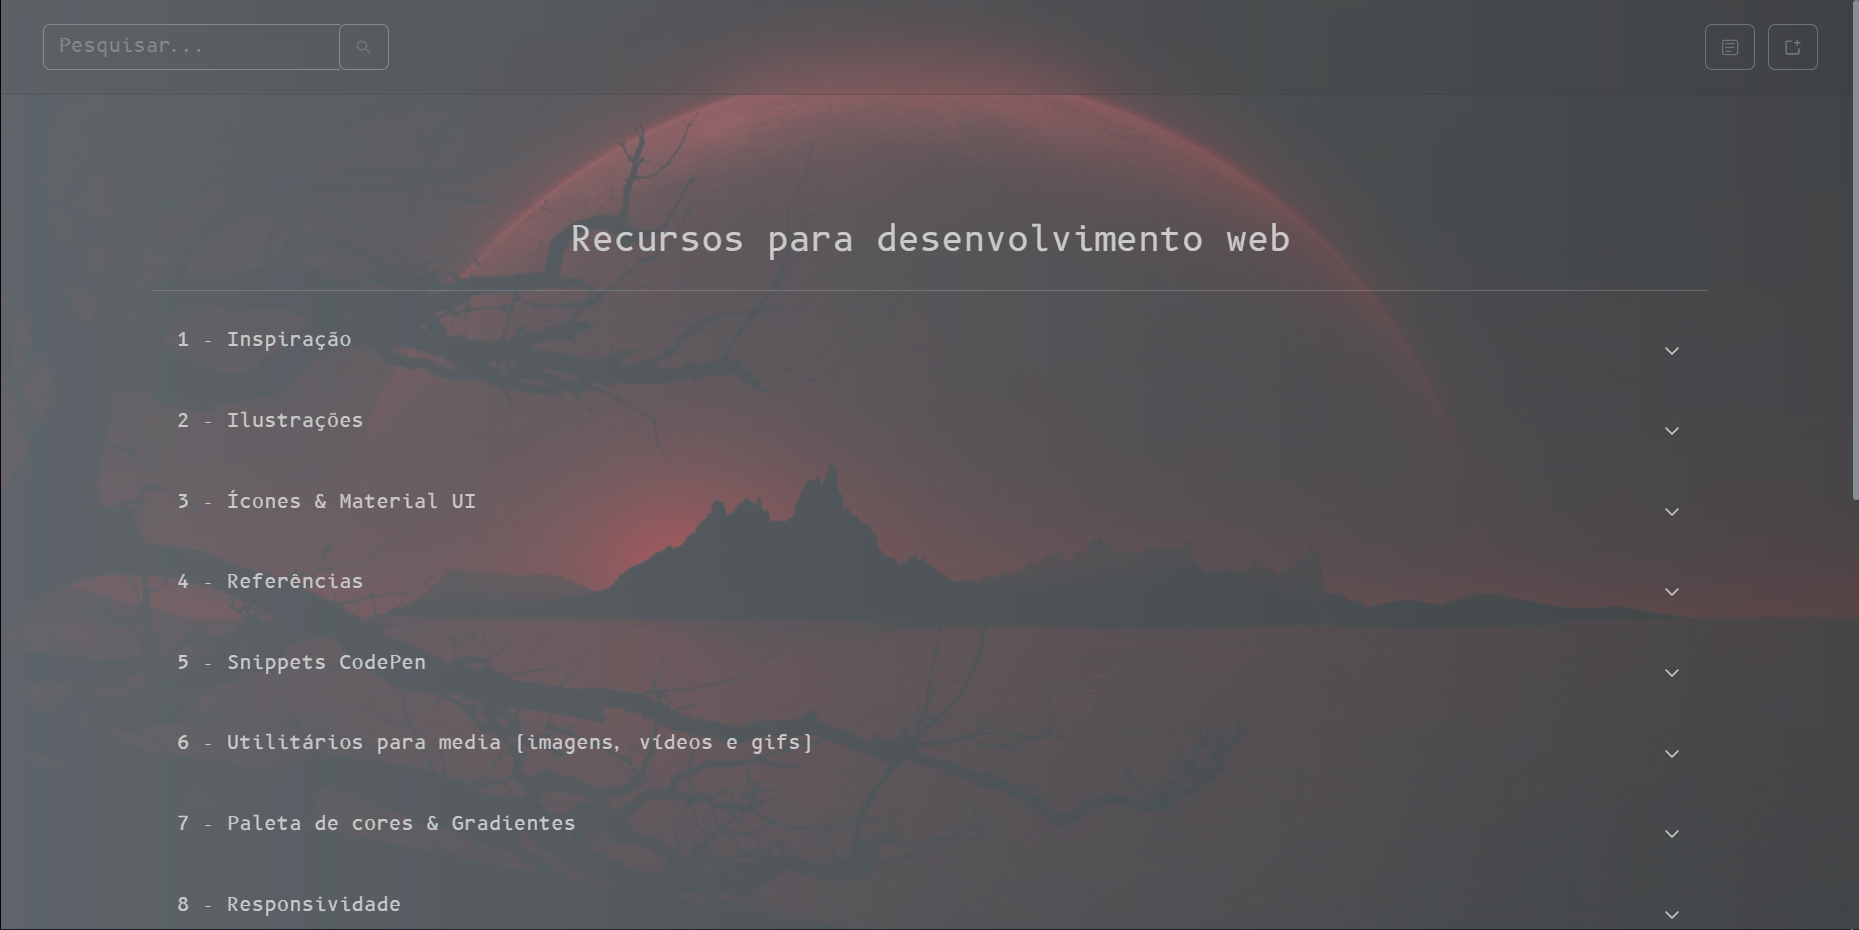 Pesquisar...
Recursos para desenvolvimento web
1 - Inspiração
2 - Ilustrações
3 - Ícones & Material UI
4 - Referências
5 - Snippets CodePen
6 - Utilitários para media [imagens, vídeos e gifs]
7 - Paleta de cores & Gradientes
8 - Responsividade